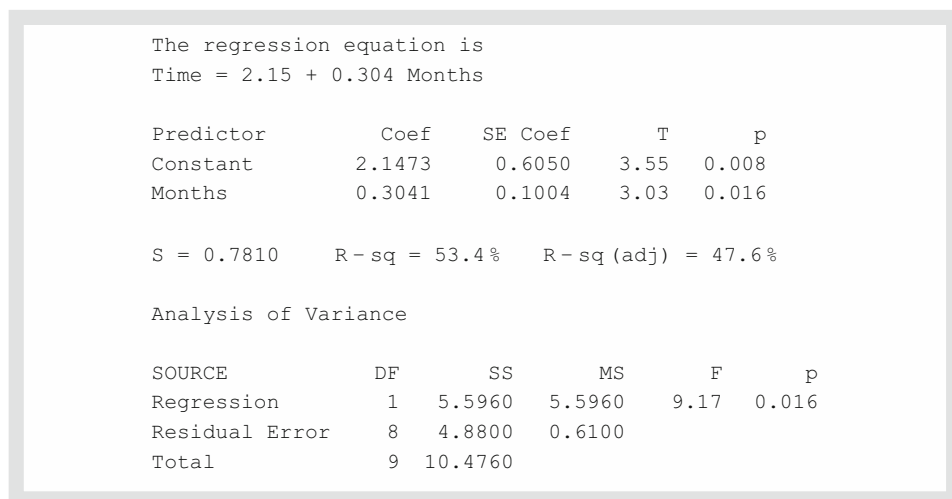 The regression equation is
Time = 2.15 + 0.304 Months
Predictor Coef SE Coef T p
Constant 2.1473 0.6050 3.55 0.008
Months 0.3041 0.1004 3.03 0.016
S = 0.7810 R-sq = 53.4% R-sq(adj) = 47.6%
Analysis of Variance
SOURCE DF SS MS F p
Regression 1 5.5960 5.5960 9.17 0.016
Residual Error 8 4.8800 0.6100
Total 9 10.4760